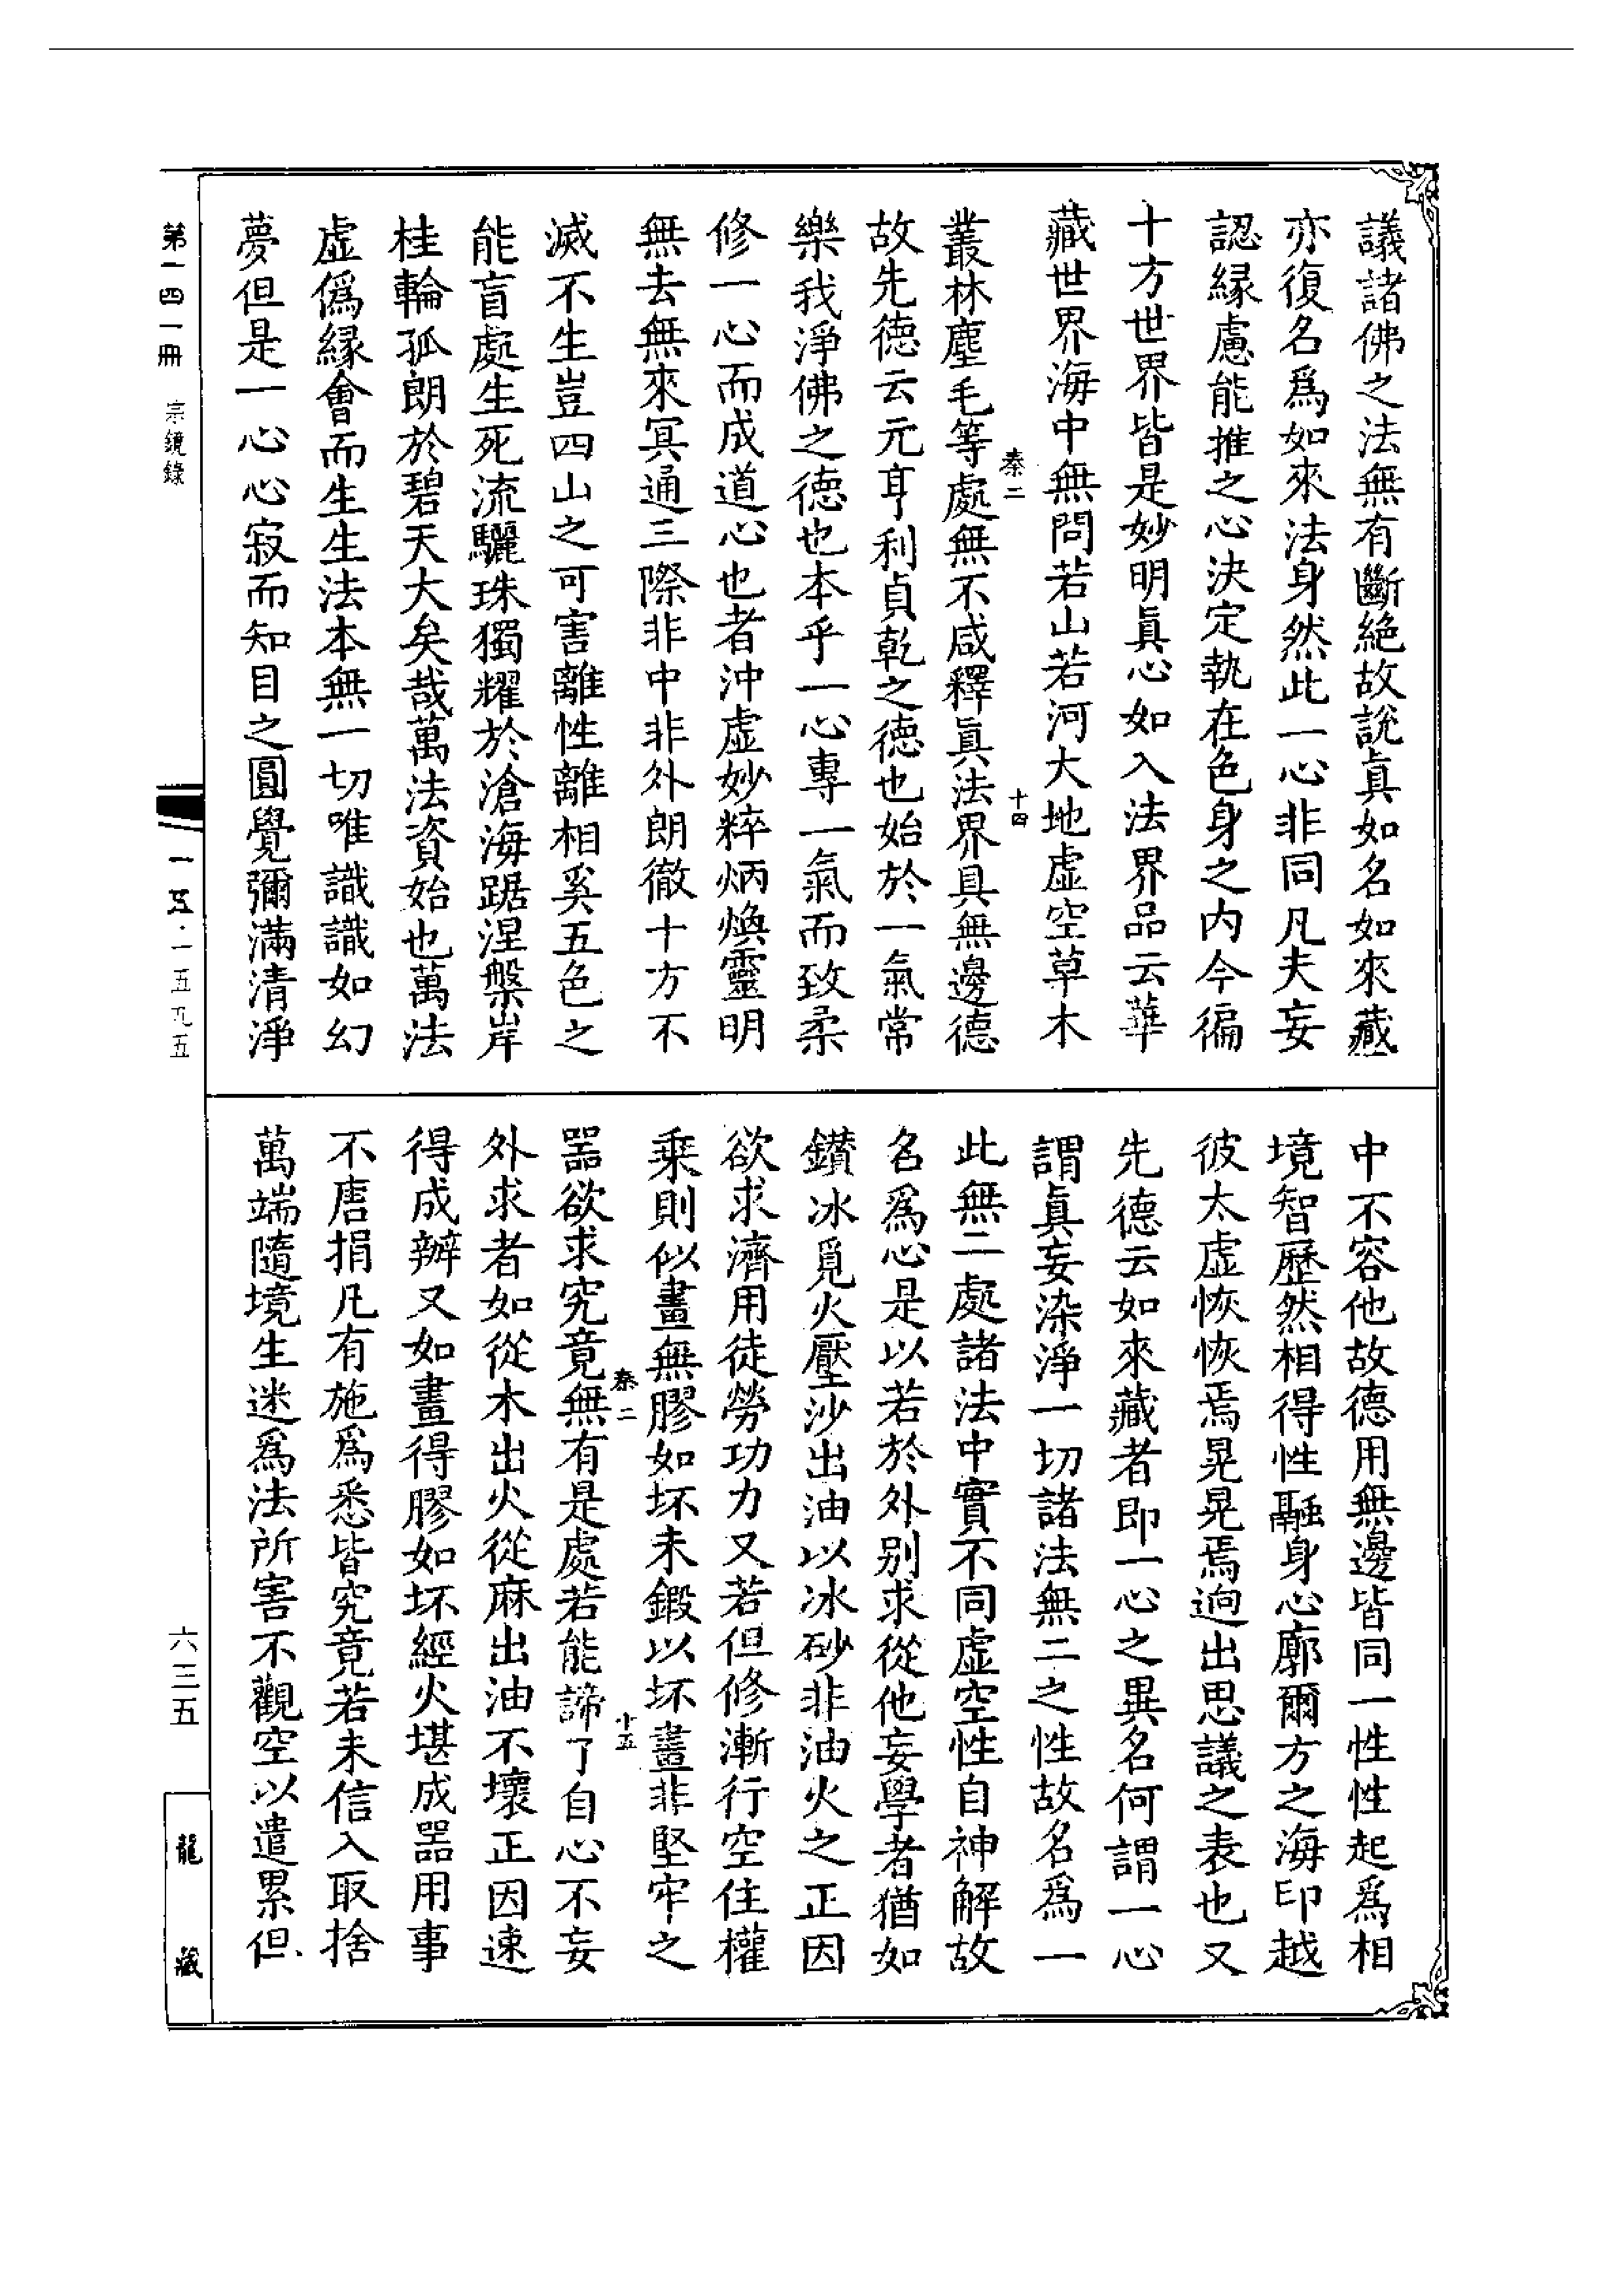 議諸佛之法無有斷絕故說眞如名如來藏
亦復名爲如來法身然此一心非同凡夫妄
認緣慮能推之心決定執在色身之内今徧
十方世界皆是妙明眞心如入法界品云華
藏世界海中無問若山若河大地虛空草木
秦二
十四
叢林塵毛等處無不咸釋眞法界具無邊德
故先德云元亨利貞乾之德也始於一氣常
樂我淨佛之德也本乎一心專一氣而致柔
修一心而成道心也者沖虛妙粹炳煥靈明
無去無來冥通三際非中非外朗徹十方不
滅不生豈四山之可害離性離相奚五色之
能盲處生死流驪珠獨耀於滄海踞涅槃岸
桂輪孤朗於碧天大矣哉萬法資始也萬法
虛僞緣會而生生法本無一切唯識識如幻
夢但是一心心寂而知目之圓覺彌滿清淨
中不容他故德用無邊皆同一性性起爲相
境智歷然相得性融身心廓爾方之海印越
彼太虛恢恢焉晃晃焉逈出思議之表也又
先德云如來藏者即一心之異名何謂一心
謂眞妄染淨一切諸法無二之性故名爲一
此無二處諸法中實不同虛空性自神解故
名爲心是以若於外别求從他妄學者猶如
鑽冰覓火壓沙出油以冰砂非油火之正因
欲求濟用徒勞功力又若但修漸行空住權
乘則似畫無膠如坏未鍛以坏畫非堅牢之
秦二
十五
器欲求究竟無有是處若能諦了自心不妄
外求者如從木出火從麻出油不壞正因速
得成辦又如畫得膠如坏經火堪成器用事
不唐捐凡有施爲悉皆究竟若未信入取捨
萬端隨境生迷爲法所害不觀空以遣累但
第一四一冊 宗鏡錄
一五·一五九五
六三五
龍藏